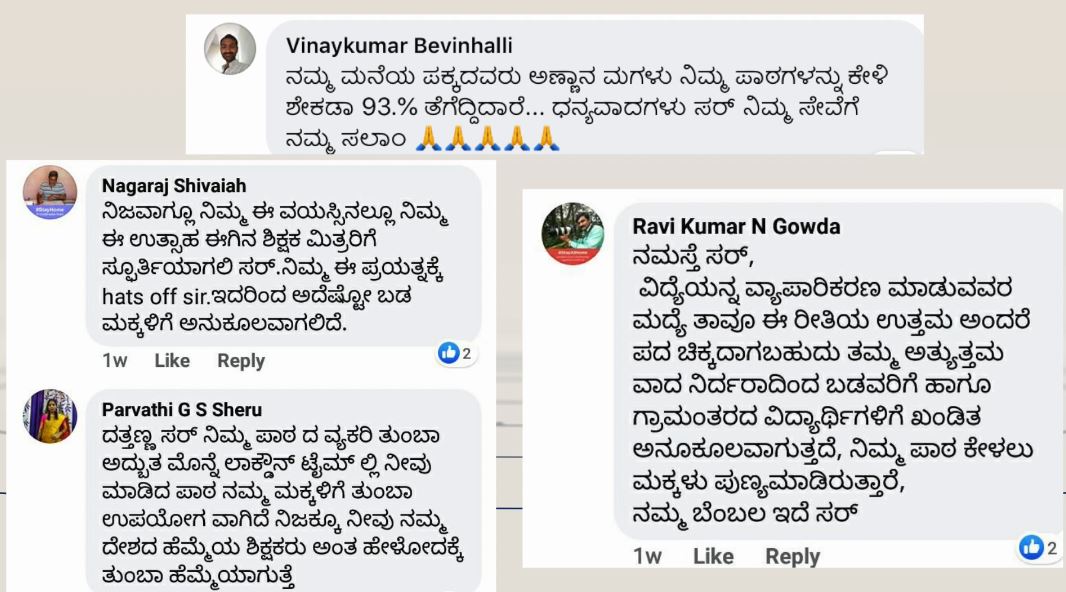 Vinaykumar Bevinhalli
ನಮ್ಮ ಮನೆಯ ಪಕ್ಕದವರು ಅಣ್ಣಾನ ಮಗಳು ನಿಮ್ಮ ಪಾಠಗಳನ್ನು ಕೇಳಿ
ಶೇಕಡಾ 93.% ತೆಗೆದ್ದಿದಾರೆ... ಧನ್ಯವಾದಗಳು ಸರ್ ನಿಮ್ಮ ಸೇವೆಗೆ
ನಮ್ಮ ಸಲಾಂ 🙏🙏🙏🙏🙏
Nagaraj Shivaiah
ನಿಜವಾಗ್ಲೂ ನಿಮ್ಮ ಈ ವಯಸ್ಸಿನಲ್ಲೂ ನಿಮ್ಮ
ಈ ಉತ್ಸಾಹ ಈಗಿನ ಶಿಕ್ಷಕ ಮಿತ್ರರಿಗೆ
ಸ್ಫೂರ್ತಿಯಾಗಲಿ ಸರ್.ನಿಮ್ಮ ಈ ಪ್ರಯತ್ನಕ್ಕೆ
hats off sir.ಇದರಿಂದ ಅದೆಷ್ಟೋ ಬಡ
ಮಕ್ಕಳಿಗೆ ಅನುಕೂಲವಾಗಲಿದೆ.
1w Like Reply 2
Parvathi G S Sheru
ದತ್ತಣ್ಣ ಸರ್ ನಿಮ್ಮ ಪಾಠ ದ ವ್ಯಕರಿ ತುಂಬಾ
ಅದ್ಬುತ ಮೊನ್ನೆ ಲಾಕ್ಡೌನ್ ಟೈಮ್ ಲ್ಲಿ ನೀವು
ಮಾಡಿದ ಪಾಠ ನಮ್ಮ ಮಕ್ಕಳಿಗೆ ತುಂಬಾ
ಉಪಯೋಗ ವಾಗಿದೆ ನಿಜಕ್ಕೂ ನೀವು ನಮ್ಮ
ದೇಶದ ಹೆಮ್ಮೆಯ ಶಿಕ್ಷಕರು ಅಂತ ಹೇಳೋದಕ್ಕೆ
ತುಂಬಾ ಹೆಮ್ಮೆಯಾಗುತ್ತೆ
Ravi Kumar N Gowda
ನಮಸ್ತೆ ಸರ್,
ವಿದ್ಯೆಯನ್ನ ವ್ಯಾಪಾರಿಕರಣ ಮಾಡುವವರ
ಮದ್ಯೆ ತಾವೂ ಈ ರೀತಿಯ ಉತ್ತಮ ಅಂದರೆ
ಪದ ಚಿಕ್ಕದಾಗಬಹುದು ತಮ್ಮ ಅತ್ಯುತ್ತಮ
ವಾದ ನಿರ್ದರಾದಿಂದ ಬಡವರಿಗೆ ಹಾಗೂ
ಗ್ರಾಮಂತರದ ವಿದ್ಯಾರ್ಥಿಗಳಿಗೆ ಖಂಡಿತ
ಅನೂಕೂಲವಾಗುತ್ತದೆ, ನಿಮ್ಮ ಪಾಠ ಕೇಳಲು
ಮಕ್ಕಳು ಪುಣ್ಯಮಾಡಿರುತ್ತಾರೆ,
ನಮ್ಮ ಬೆಂಬಲ ಇದೆ ಸರ್
1w Like Reply 2